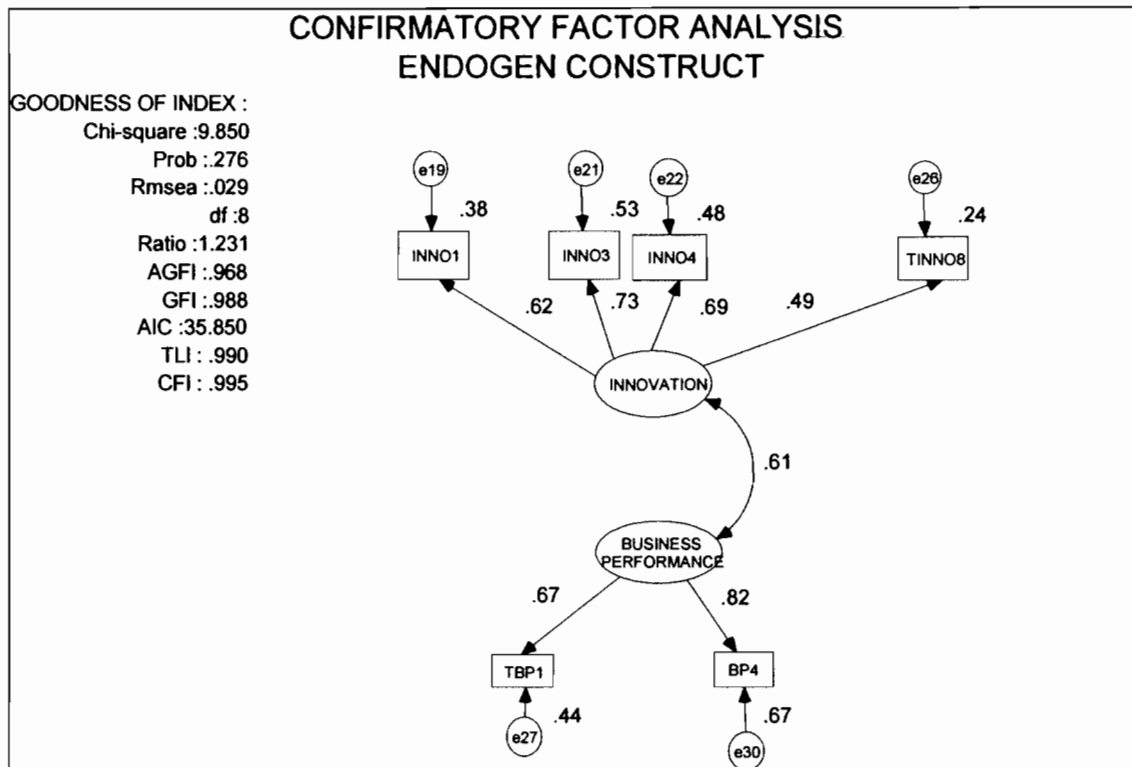 CONFIRMATORY FACTOR ANALYSIS
ENDOGEN CONSTRUCT
GOODNESS OF INDEX :
Chi-square :9.850
Prob :.276
Rmsea :.029
df :8
Ratio :1.231
AGFI :.968
GFI :.988
AIC :35.850
TLI : .990
CFI : .995
e19
e21
e22
e26
.38
.53
.48
.24
INNO1
INNO3
INNO4
TINNO8
.62
.73
.69
.49
INNOVATION
.61
BUSINESS
PERFORMANCE
.67
.82
TBP1
BP4
.44
.67
e27
e30